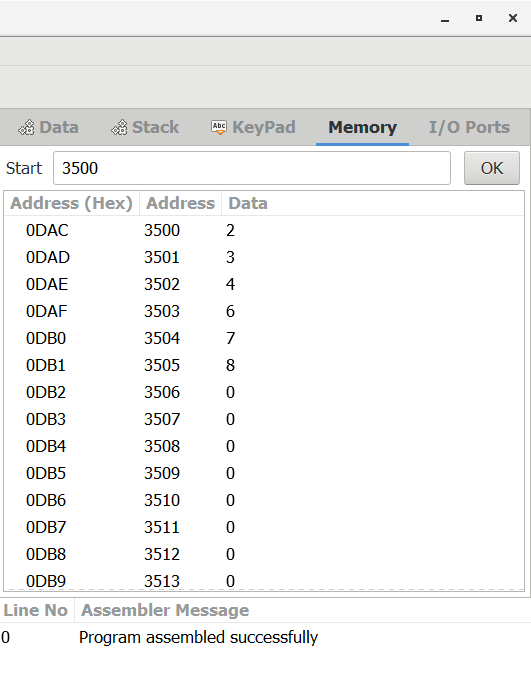 Data Stack Abc KeyPad Memory I/O Ports
Start 3500 OK
Address (Hex) Address Data
0DAC 3500 2
0DAD 3501 3
0DAE 3502 4
0DAF 3503 6
0DB0 3504 7
0DB1 3505 8
0DB2 3506 0
0DB3 3507 0
0DB4 3508 0
0DB5 3509 0
0DB6 3510 0
0DB7 3511 0
0DB8 3512 0
0DB9 3513 0
Line No Assembler Message
0 Program assembled successfully